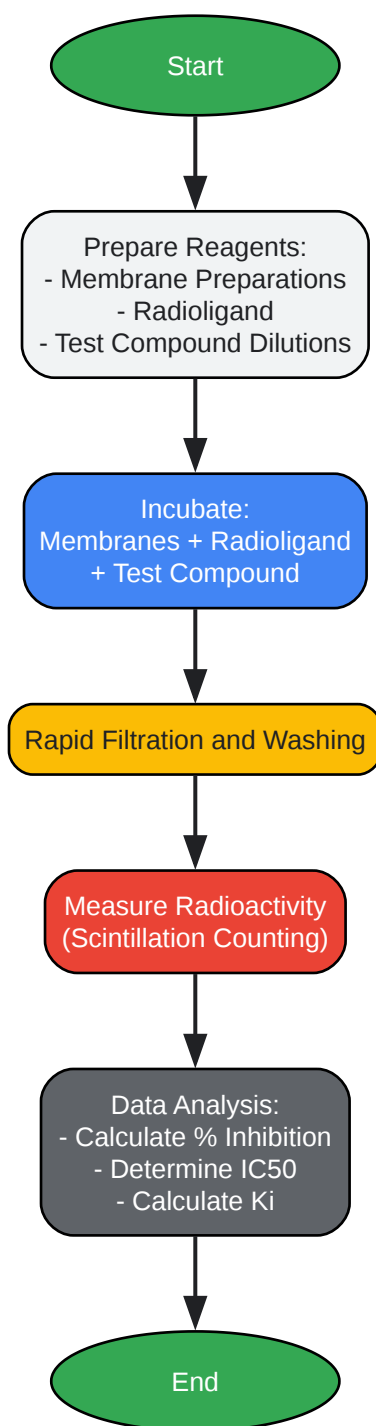 Start
Prepare Reagents:
- Membrane Preparations
- Radioligand
- Test Compound Dilutions
Incubate:
Membranes + Radioligand
+ Test Compound
Rapid Filtration and Washing
Measure Radioactivity
(Scintillation Counting)
Data Analysis:
- Calculate % Inhibition
- Determine IC50
- Calculate Ki
End